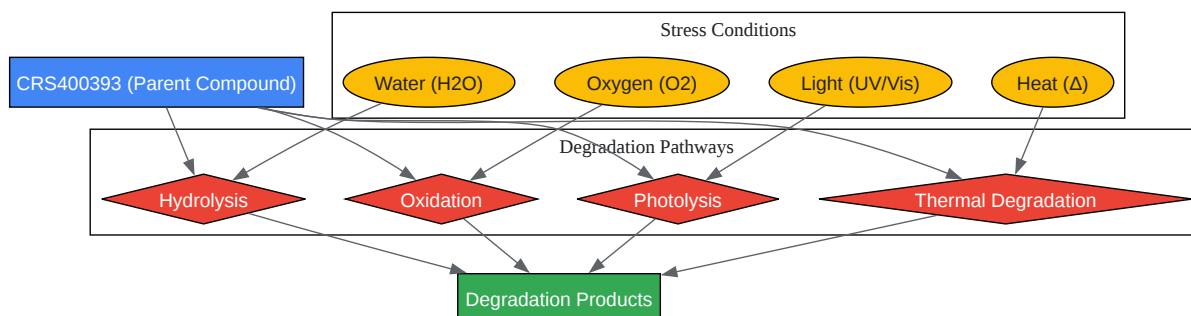 Stress Conditions
CRS400393 (Parent Compound)
Water (H2O)
Oxygen (O2)
Light (UV/Vis)
Heat (Δ)
Degradation Pathways
Hydrolysis
Oxidation
Photolysis
Thermal Degradation
Degradation Products